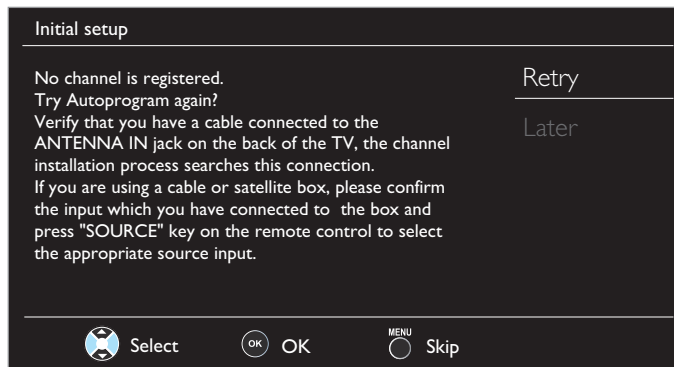 Initial setup
No channel is registered.
Try Autoprogram again?
Verify that you have a cable connected to the
ANTENNA IN jack on the back of the TV, the channel
installation process searches this connection.
If you are using a cable or satellite box, please confirm
the input which you have connected to the box and
press "SOURCE" key on the remote control to select
the appropriate source input.
Retry
Later
Select
OK OK
MENU
Skip